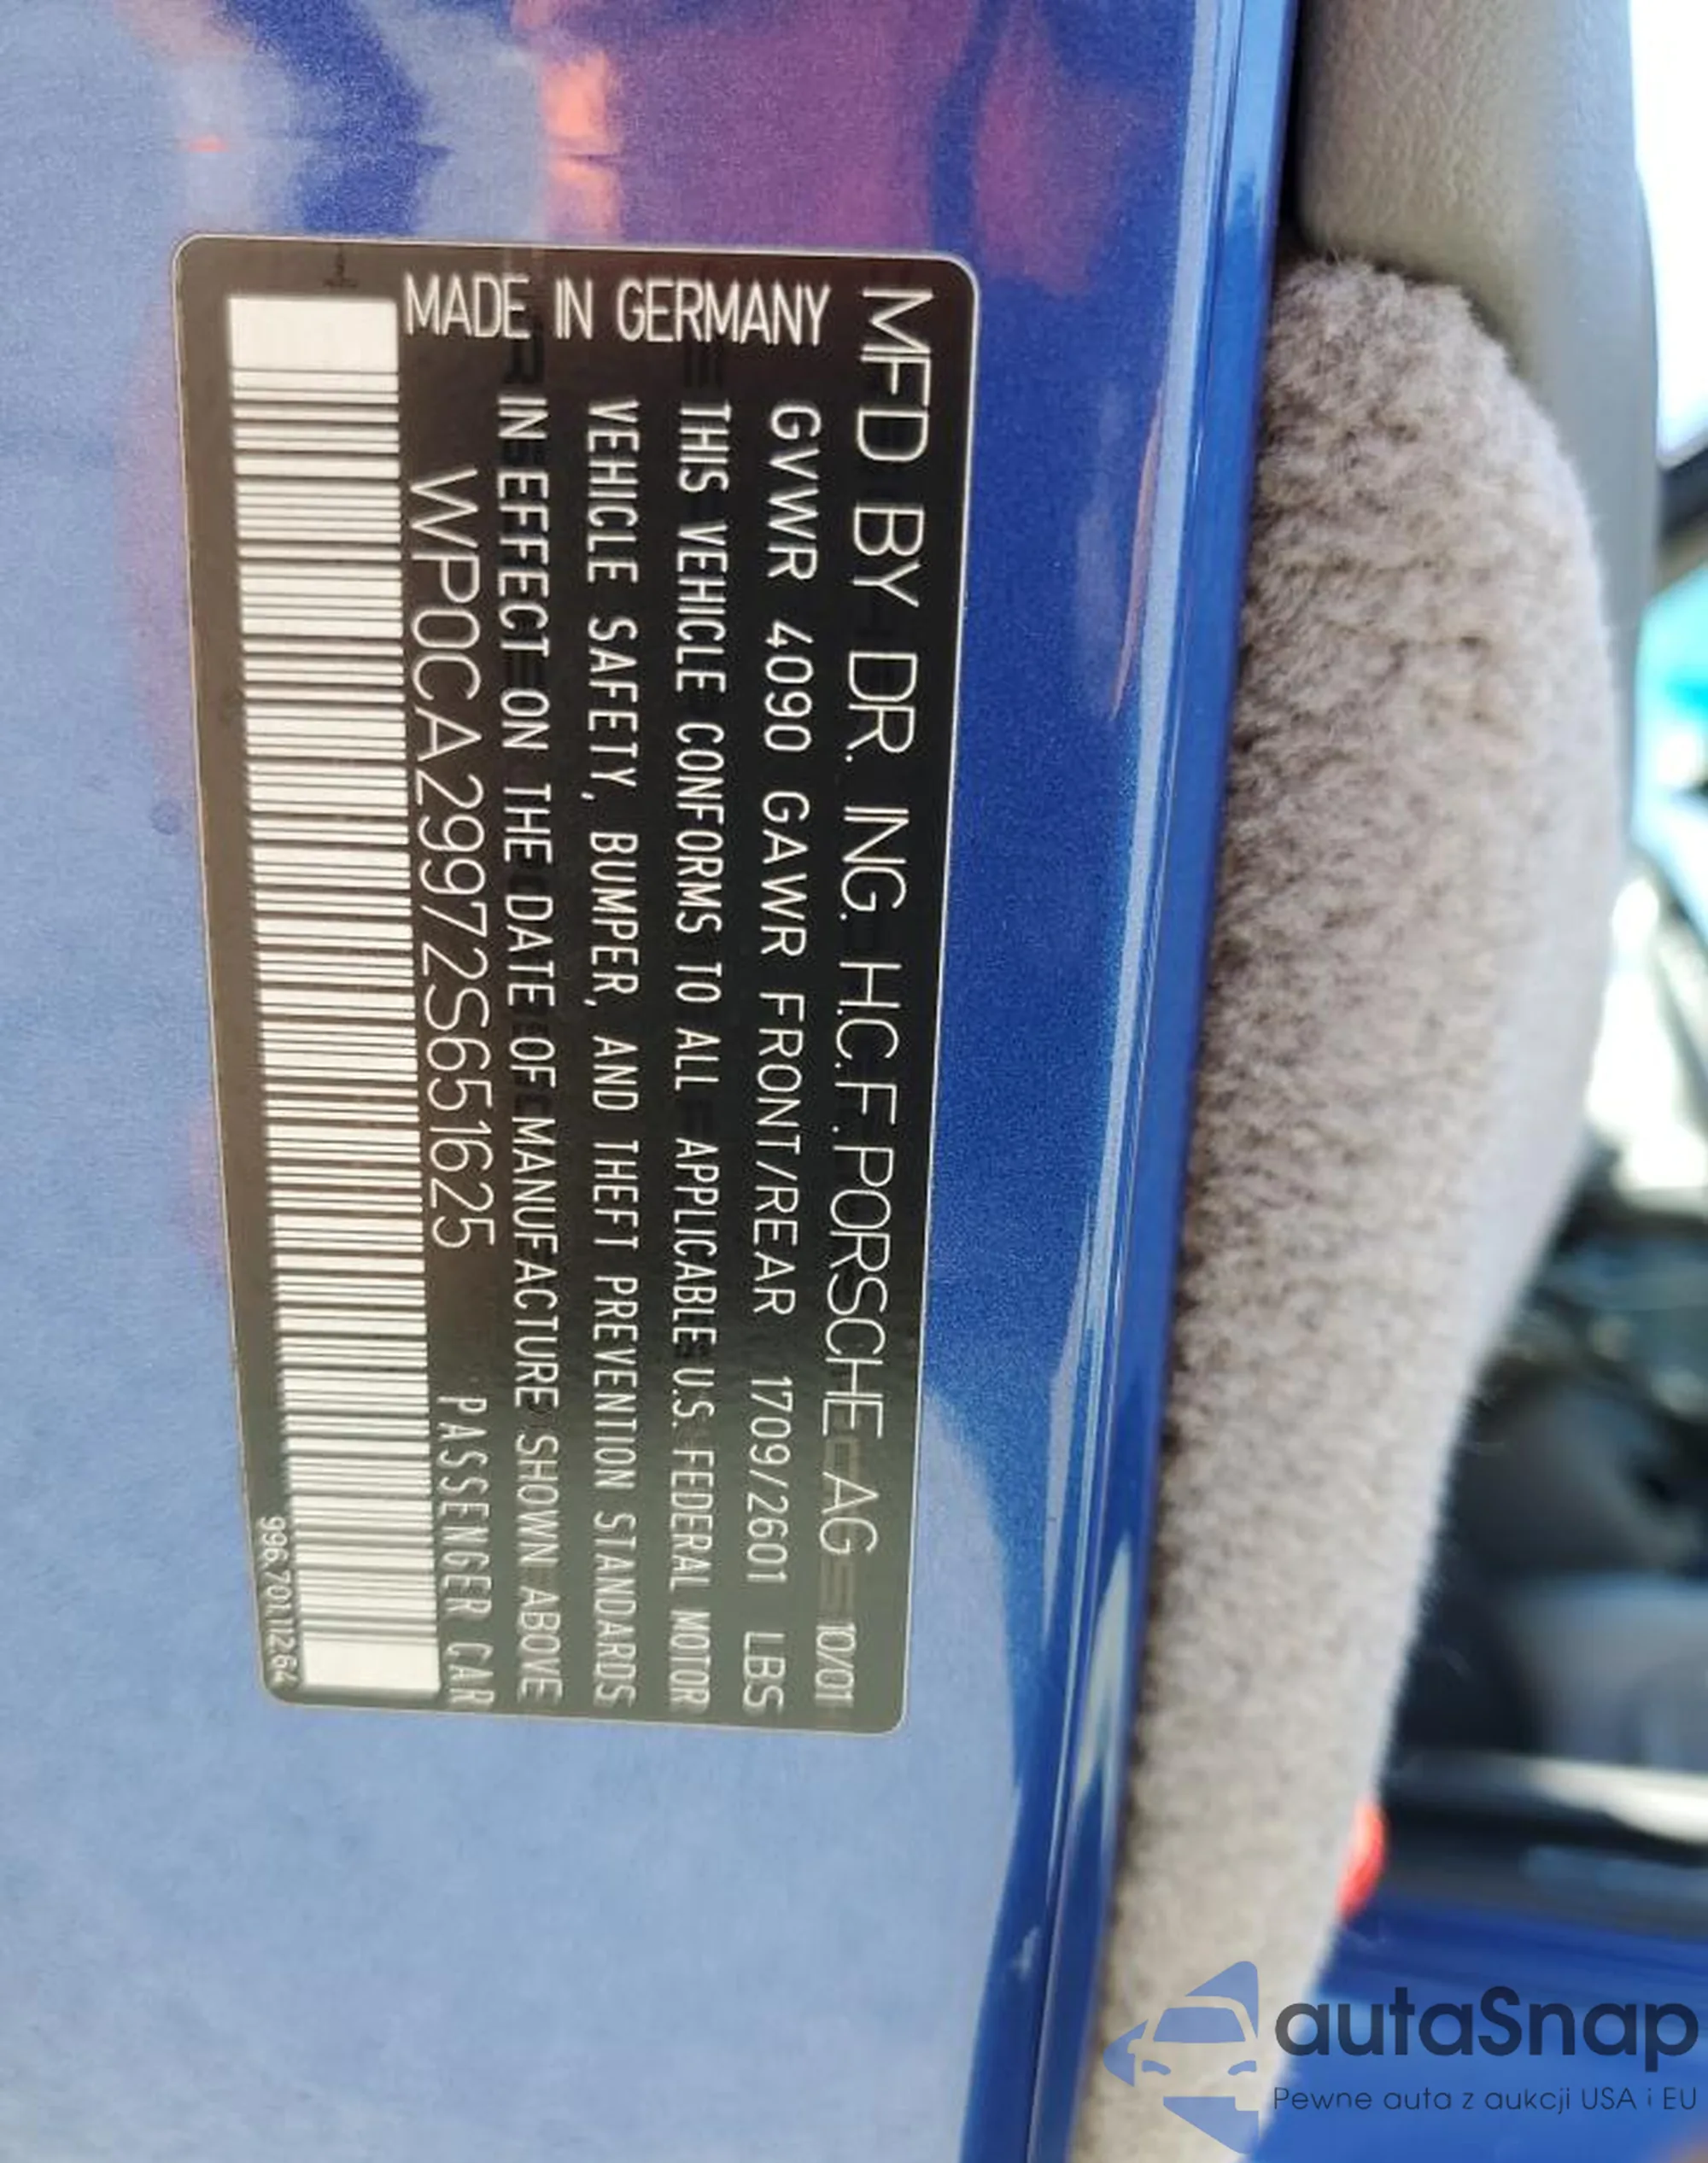 MFD BY DR. ING. H.C.F. PORSCHE AG 10/01
GVWR 4090 GAWR FRONT/REAR 1709/2601 LBS
THIS VEHICLE CONFORMS TO ALL APPLICABLE U.S. FEDERAL MOTOR
VEHICLE SAFETY, BUMPER, AND THEFT PREVENTION STANDARDS
IN EFFECT ON THE DATE OF MANUFACTURE SHOWN ABOVE
WP0CA29972S651625 PASSENGER CAR
MADE IN GERMANY
996.701.112.64
autaSnap
Pewne auta z aukcji USA i EU